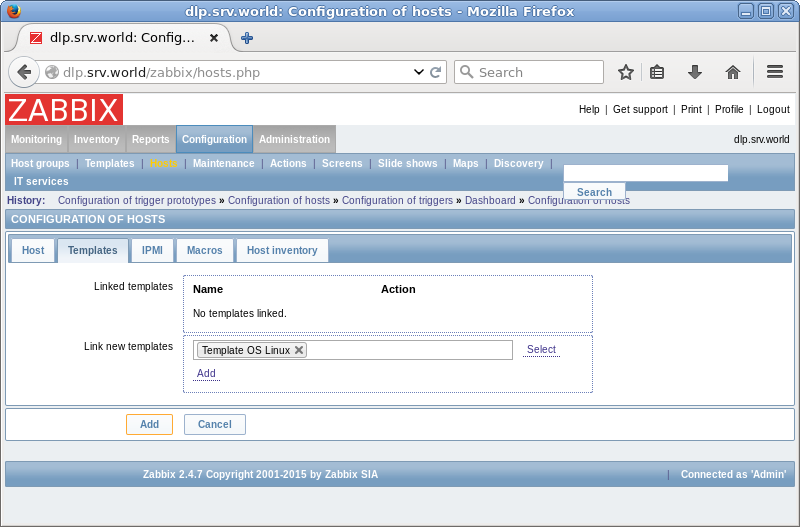 dlp.srv.world: Configuration of hosts - Mozilla Firefox
dlp.srv.world: Config...
dlp.srv.world/zabbix/hosts.php
Search
ZABBIX
Help | Get support | Print | Profile | Logout
Monitoring Inventory Reports Configuration Administration
dlp.srv.world
Host groups | Templates | Hosts | Maintenance | Actions | Screens | Slide shows | Maps | Discovery |
IT services
Search
History: Configuration of trigger prototypes » Configuration of hosts » Configuration of triggers » Dashboard » Configuration of hosts
CONFIGURATION OF HOSTS
Host Templates IPMI Macros Host inventory
Linked templates
Name Action
No templates linked.
Link new templates
Template OS Linux
Select
Add
Add Cancel
Zabbix 2.4.7 Copyright 2001-2015 by Zabbix SIA
| Connected as 'Admin'